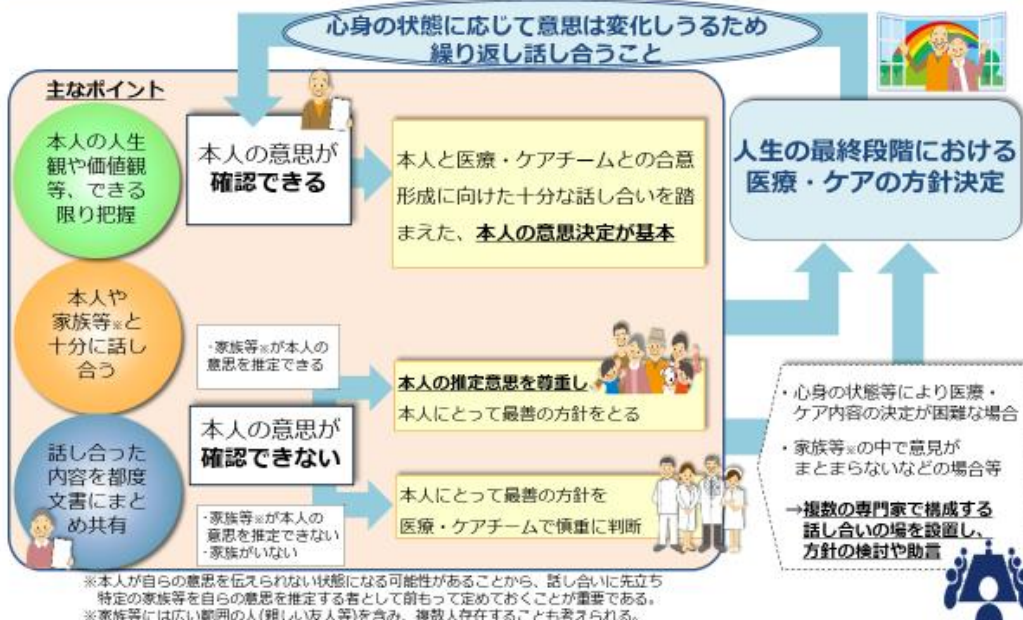 心身の状態に応じて意思は変化しうるため
繰り返し話し合うこと
主なポイント
本人の人生
観や価値観
等、できる
限り把握
本人の意思が
確認できる
本人と医療・ケアチームとの合意
形成に向けた十分な話し合いを踏
まえた、本人の意思決定が基本
人生の最終段階における
医療・ケアの方針決定
本人や
家族等※と
十分に話し
合う
・家族等※が本人の
意思を推定できる
本人の推定意思を尊重し、
本人にとって最善の方針をとる
本人の意思が
確認できない
話し合った
内容を都度
文書にまと
め共有
・家族等※が本人の
意思を推定できない
・家族がいない
本人にとって最善の方針を
医療・ケアチームで慎重に判断
・心身の状態等により医療・
ケア内容の決定が困難な場合
・家族等※の中で意見が
まとまらないなどの場合等
→複数の専門家で構成する
話し合いの場を設置し、
方針の検討や助言
※本人が自らの意思を伝えられない状態になる可能性があることから、話し合いに先立ち
特定の家族等を自らの意思を推定する者として前もって定めておくことが重要である。
※家族等には広い範囲の人(親しい友人等)を含み、複数人存在することも考えられる。